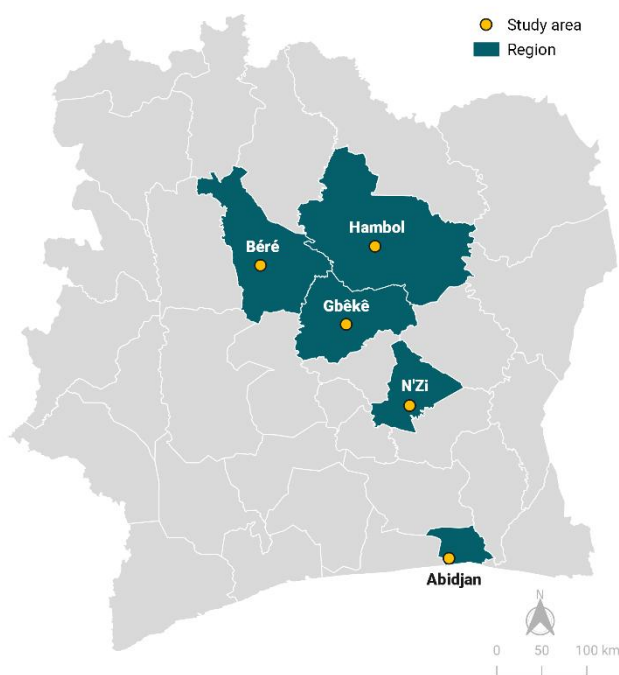 Study area
Region
Hambol
Béré
Gbêkê
N'Zi
Abidjan
N
0 50 100 km